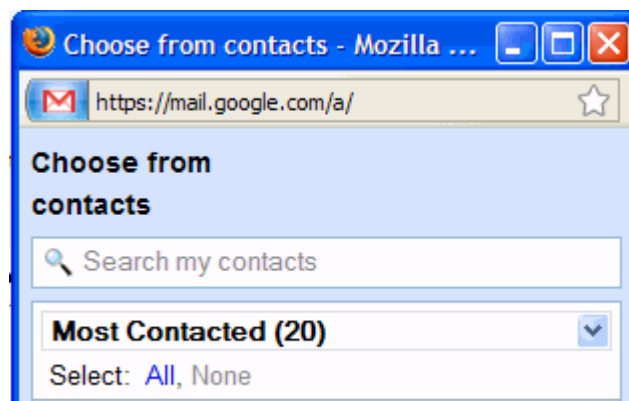 Choose from contacts - Mozilla ...
https://mail.google.com/a/
Choose from
contacts
Search my contacts
Most Contacted (20)
Select: All, None